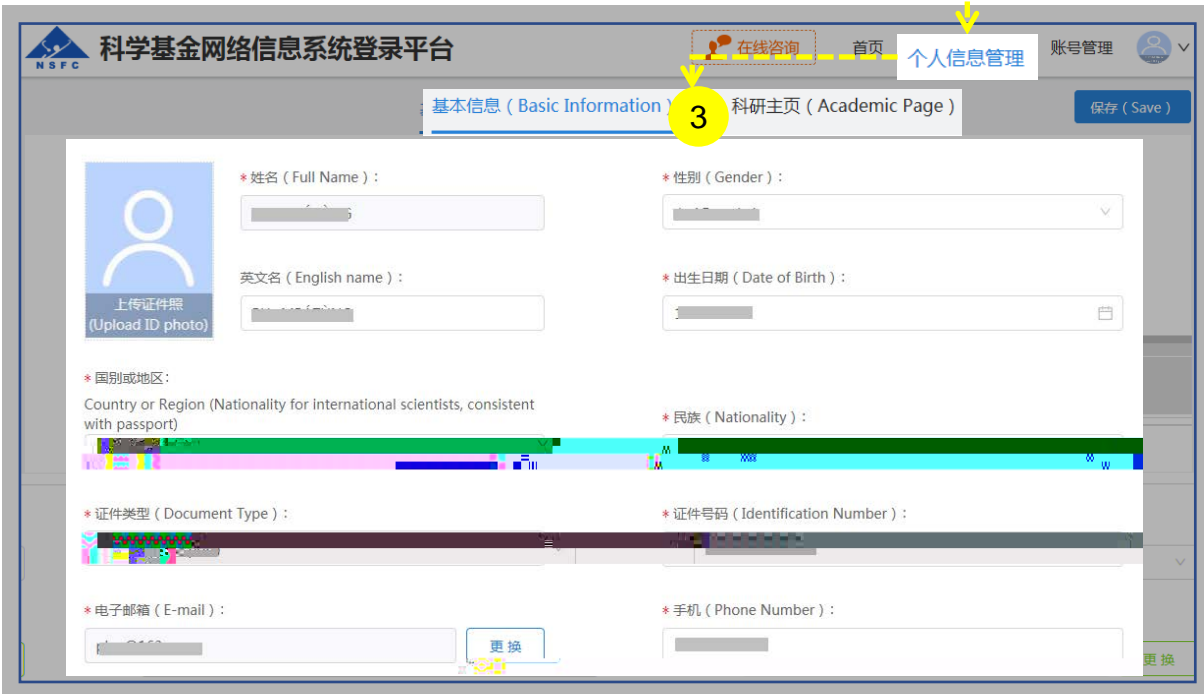 NSFC
科学基金网络信息系统登录平台
在线咨询
首页
个人信息管理
账号管理
基本信息 ( Basic Information )
3
科研主页 ( Academic Page )
保存 ( Save )
* 姓名 ( Full Name ) :
* 性别 ( Gender ) :
上传证件照
(Upload ID photo)
英文名 ( English name ) :
* 出生日期 ( Date of Birth ) :
* 国别或地区:
Country or Region (Nationality for international scientists, consistent
with passport)
* 民族 ( Nationality ) :
* 证件类型 ( Document Type ) :
* 证件号码 ( Identification Number ) :
* 电子邮箱 ( E-mail ) :
* 手机 ( Phone Number ) :
更换
更换